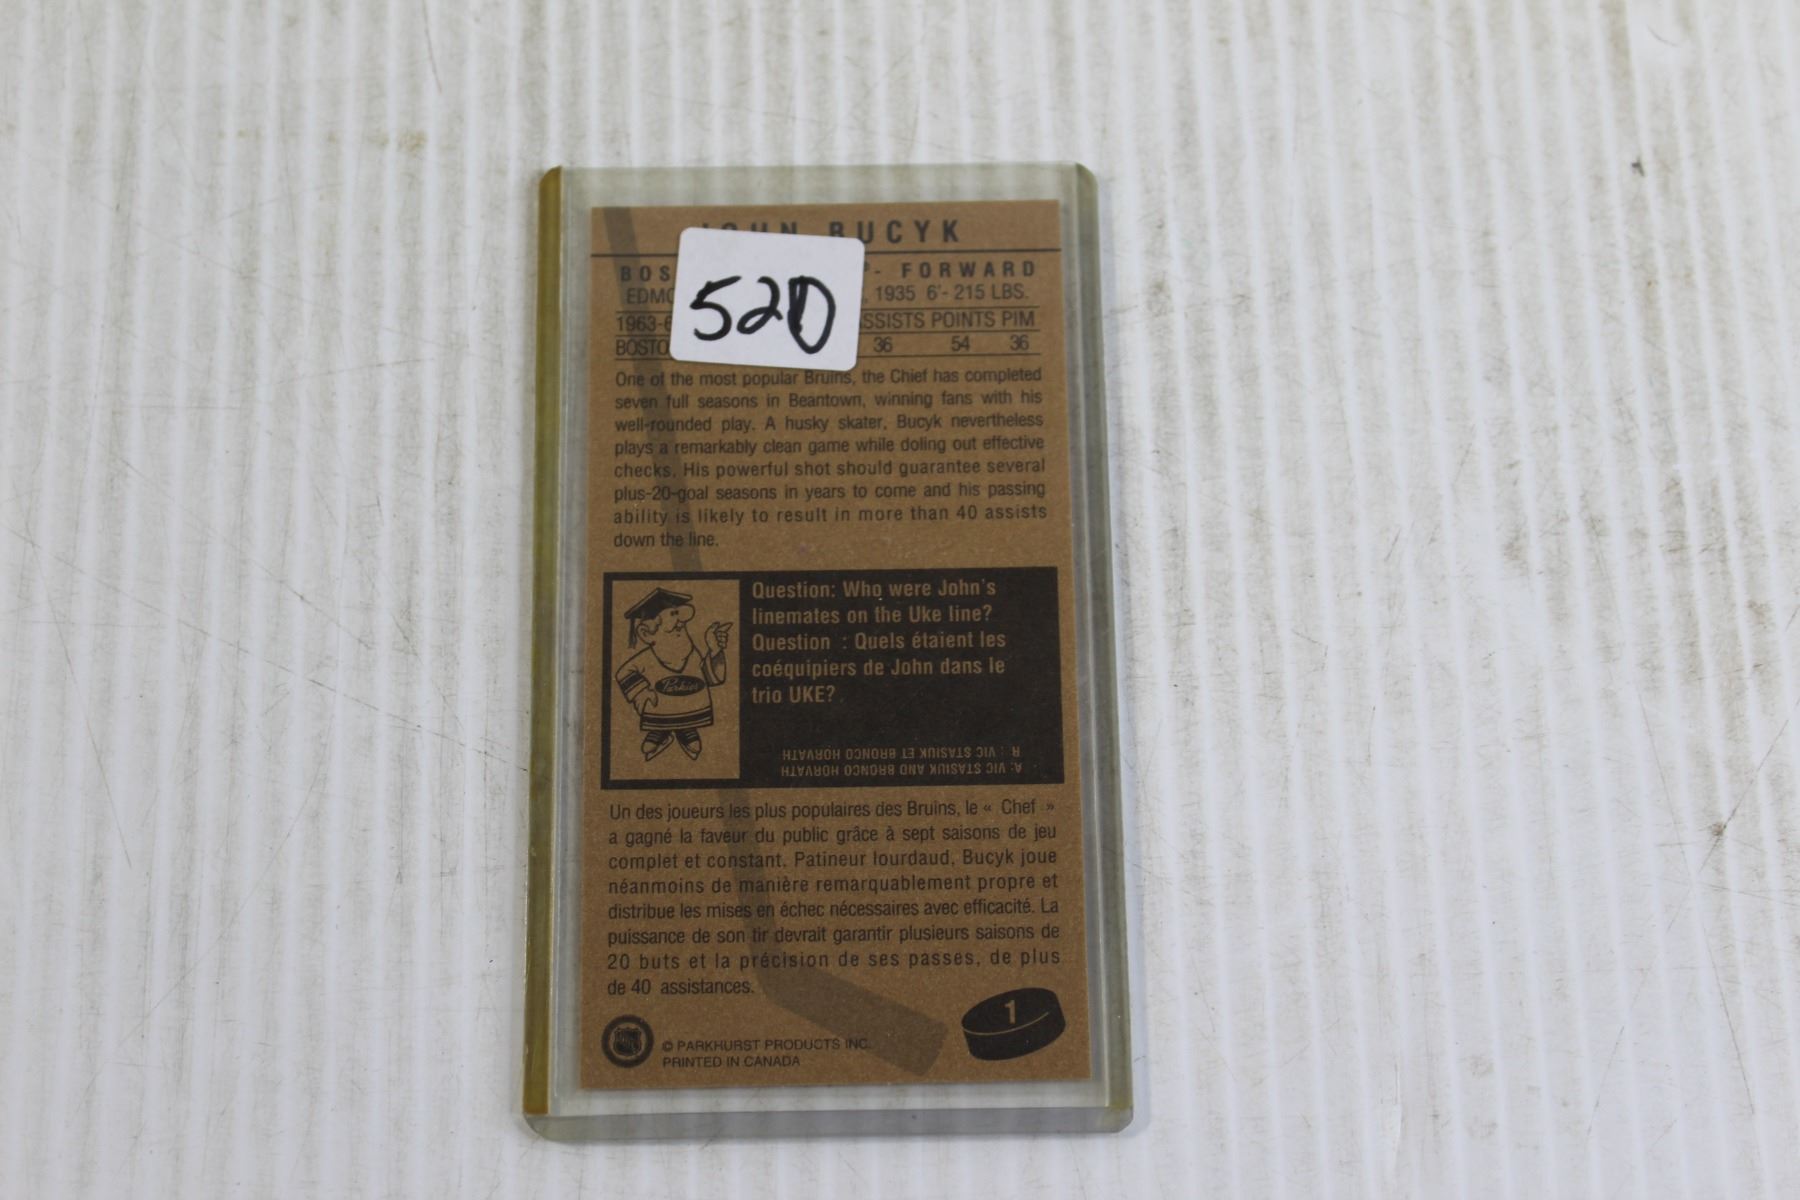 JOHN BUCYK
520
BOS - FORWARD
EDMO , 1935 6'- 215 LBS.
1963-6 SSISTS POINTS PIM
BOSTO 36 54 36
One of the most popular Bruins, the Chief has completed
seven full seasons in Beantown, winning fans with his
well-rounded play. A husky skater, Bucyk nevertheless
plays a remarkably clean game while doling out effective
checks. His powerful shot should guarantee several
plus-20-goal seasons in years to come and his passing
ability is likely to result in more than 40 assists
down the line.
Question: Who were John's
linemates on the Uke line?
Question : Quels étaient les
coéquipiers de John dans le
trio UKE?
Parkies
A: VIC STASIUK AND BRONCO HORVATH
R : VIC STASIUK ET BRONCO HORVATH
Un des joueurs les plus populaires des Bruins, le « Chef »
a gagné la faveur du public grâce à sept saisons de jeu
complet et constant. Patineur lourdaud, Bucyk joue
néanmoins de manière remarquablement propre et
distribue les mises en échec nécessaires avec efficacité. La
puissance de son tir devrait garantir plusieurs saisons de
20 buts et la précision de ses passes, de plus
de 40 assistances.
NHL
© PARKHURST PRODUCTS INC.
PRINTED IN CANADA
1